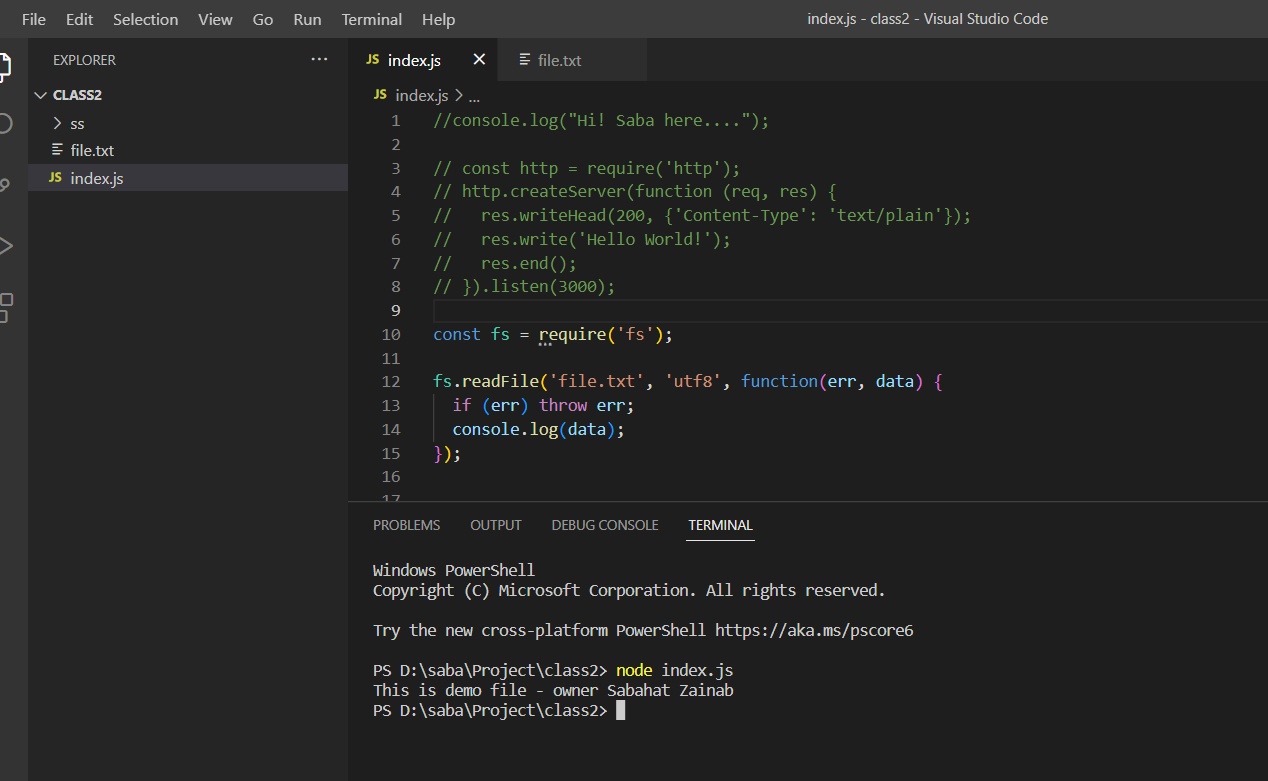 File Edit Selection View Go Run Terminal Help
index.js - class2 - Visual Studio Code
EXPLORER ...
CLASS2
ss
file.txt
JS index.js
JS index.js
file.txt
JS index.js > ...
1 //console.log("Hi! Saba here....");
2
3 // const http = require('http');
4 // http.createServer(function (req, res) {
5 //   res.writeHead(200, {'Content-Type': 'text/plain'});
6 //   res.write('Hello World!');
7 //   res.end();
8 // }).listen(3000);
9
10 const fs = require('fs');
11
12 fs.readFile('file.txt', 'utf8', function(err, data) {
13   if (err) throw err;
14   console.log(data);
15 });
16
17
PROBLEMS OUTPUT DEBUG CONSOLE TERMINAL
Windows PowerShell
Copyright (C) Microsoft Corporation. All rights reserved.
Try the new cross-platform PowerShell https://aka.ms/pscore6
PS D:\saba\Project\class2> node index.js
This is demo file - owner Sabahat Zainab
PS D:\saba\Project\class2>